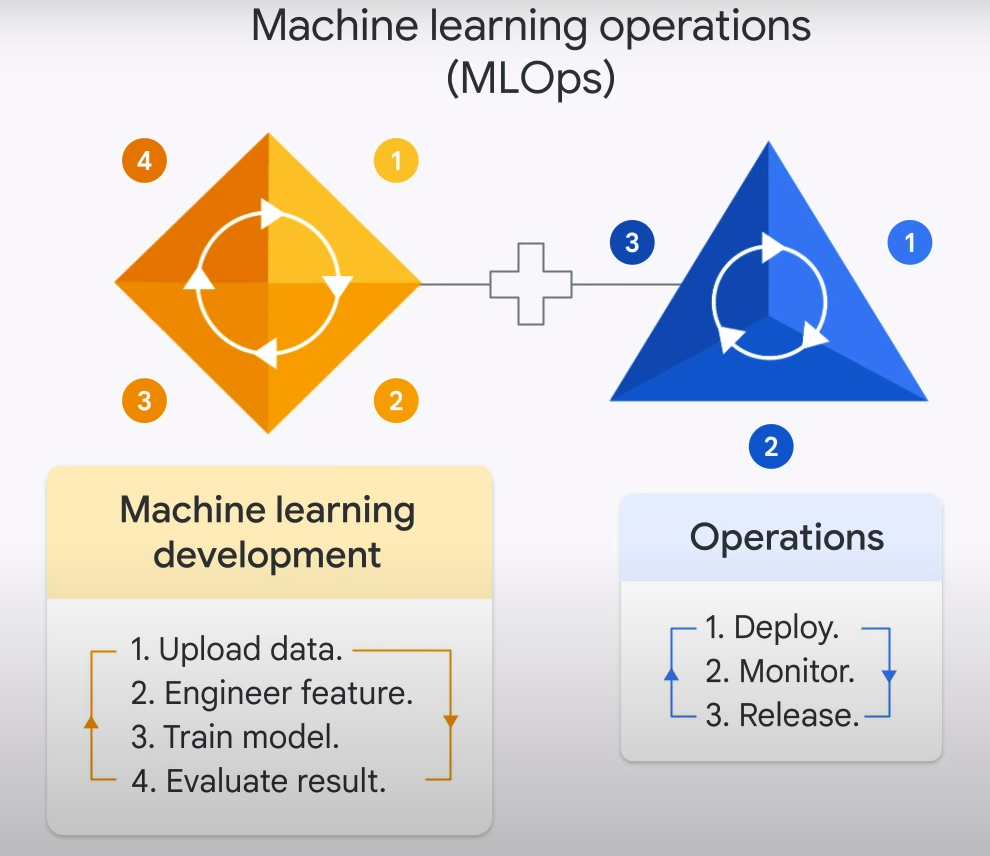 Machine learning operations
(MLOps)
4
1
3
2
3
1
2
Machine learning
development
1. Upload data.
2. Engineer feature.
3. Train model.
4. Evaluate result.
Operations
1. Deploy.
2. Monitor.
3. Release.